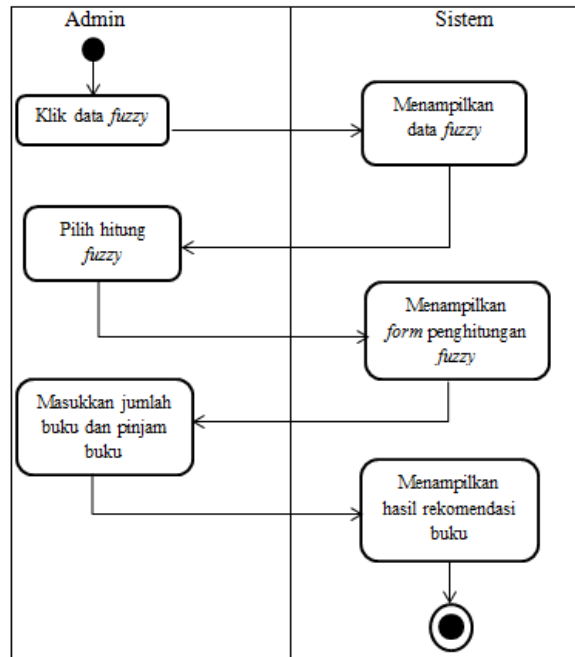 Admin
Sistem
Klik data fuzzy
Menampilkan
data fuzzy
Pilih hitung
fuzzy
Menampilkan
form penghitungan
fuzzy
Masukkan jumlah
buku dan pinjam
buku
Menampilkan
hasil rekomendasi
buku